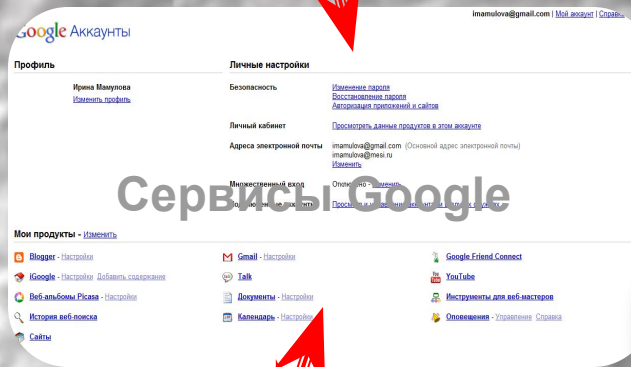 imamulova@gmail.com | Мой аккаунт | Справка
Google Аккаунты
Профиль
Личные настройки
Ирина Мамулова
Изменить профиль
Безопасность
Изменение пароля
Восстановление пароля
Авторизация приложений и сайтов
Личный кабинет
Просмотреть данные продуктов в этом аккаунте
Адреса электронной почты
imamulova@gmail.com (Основной адрес электронной почты)
imamulova@mesi.ru
Изменить
Множественный вход
Отключено - Изменить
Сервисы Google
Мои продукты - Изменить
Blogger - Настройки
Gmail - Настройки
Google Friend Connect
iGoogle - Настройки Добавить содержание
Talk
YouTube
Веб-альбомы Picasa - Настройки
Документы - Настройки
Инструменты для веб-мастеров
История веб-поиска
Календарь - Настройки
Оповещения - Управление Справка
Сайты